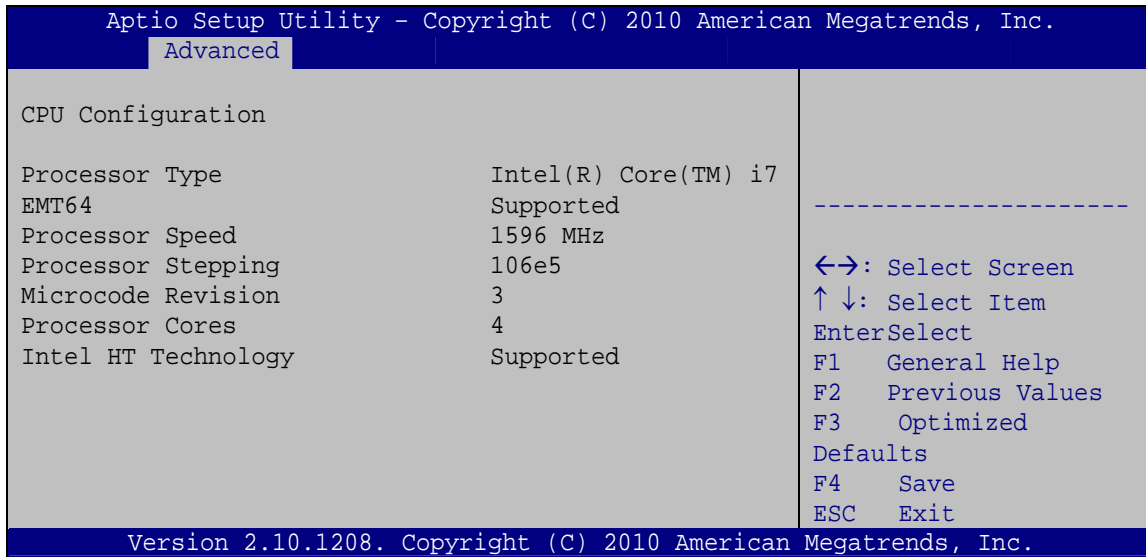 Aptio Setup Utility – Copyright (C) 2010 American Megatrends, Inc.
Advanced
CPU Configuration
Processor Type Intel(R) Core(TM) i7
EMT64 Supported
Processor Speed 1596 MHz
Processor Stepping 106e5
Microcode Revision 3
Processor Cores 4
Intel HT Technology Supported
----------------------
←→: Select Screen
↑ ↓: Select Item
EnterSelect
F1 General Help
F2 Previous Values
F3 Optimized
Defaults
F4 Save
ESC Exit
Version 2.10.1208. Copyright (C) 2010 American Megatrends, Inc.